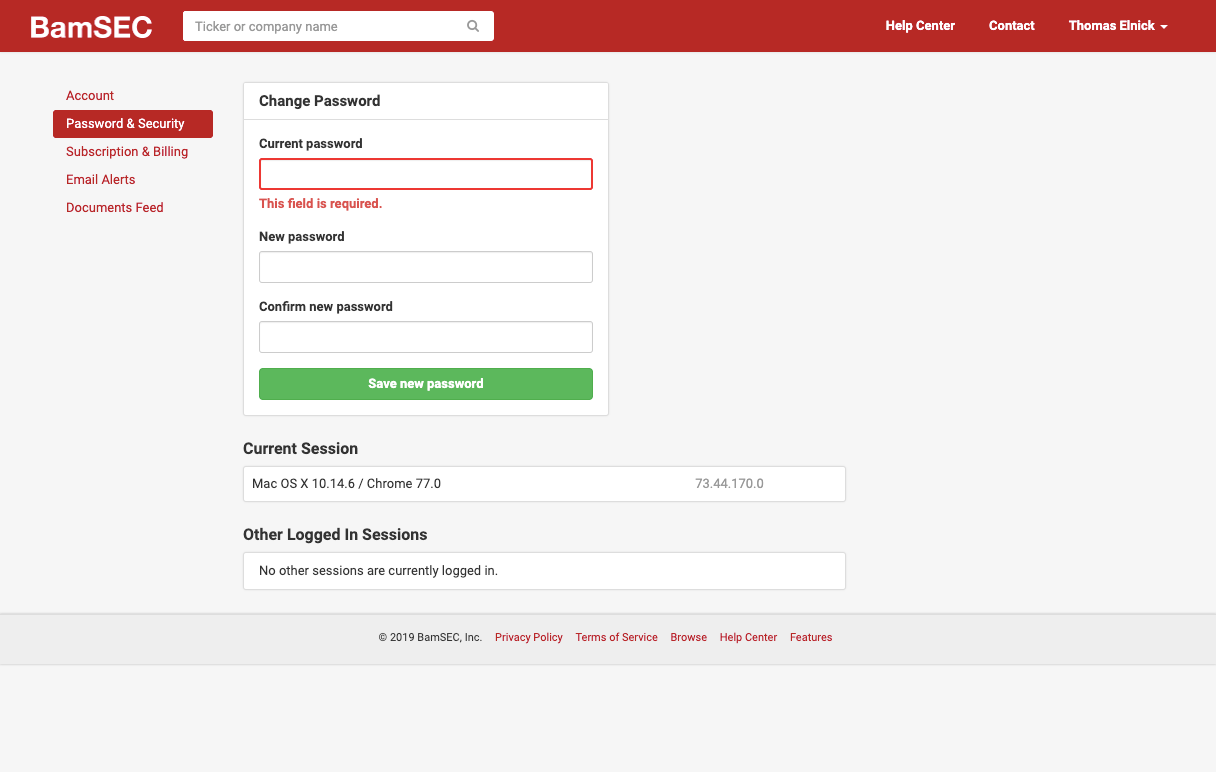 BamSEC
Ticker or company name
Help Center
Contact
Thomas Elnick
Account
Password & Security
Subscription & Billing
Email Alerts
Documents Feed
Change Password
Current password
This field is required.
New password
Confirm new password
Save new password
Current Session
Mac OS X 10.14.6 / Chrome 77.0
73.44.170.0
Other Logged In Sessions
No other sessions are currently logged in.
© 2019 BamSEC, Inc. Privacy Policy Terms of Service Browse Help Center Features